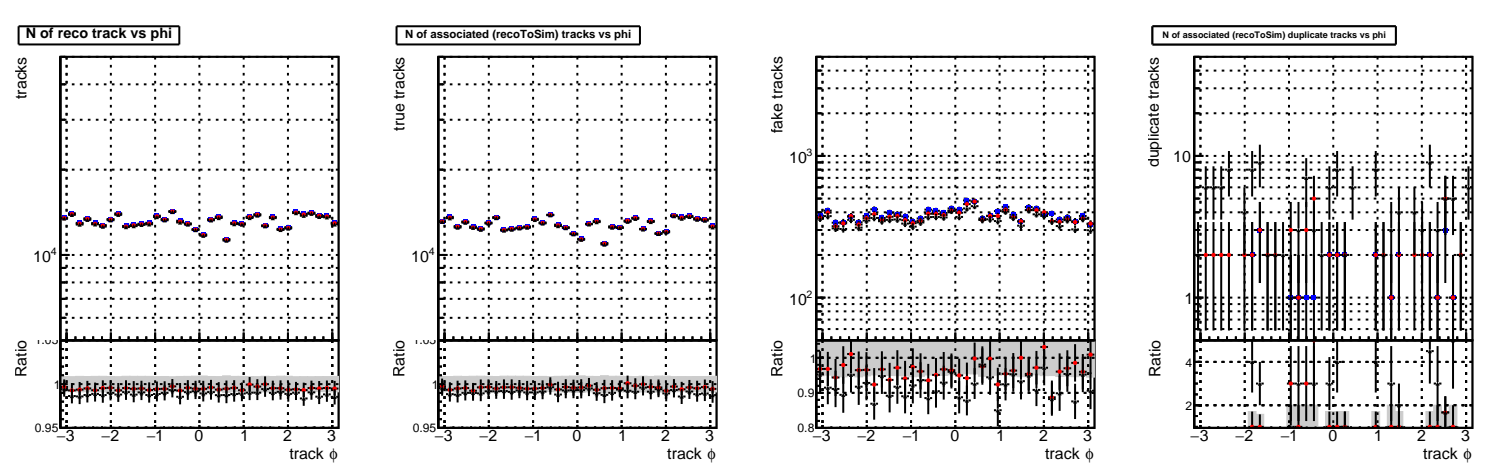 N of reco track vs phi
tracks
10⁴
Ratio
1.05
1
0.95
−3 −2 −1 0 1 2 3
track φ
N of associated (recoToSim) tracks vs phi
true tracks
10⁴
Ratio
1.05
1
0.95
−3 −2 −1 0 1 2 3
track φ
fake tracks
10³
10²
Ratio
1
0.9
0.8
−3 −2 −1 0 1 2 3
track φ
N of associated (recoToSim) duplicate tracks vs phi
duplicate tracks
10
1
Ratio
4
2
−3 −2 −1 0 1 2 3
track φ